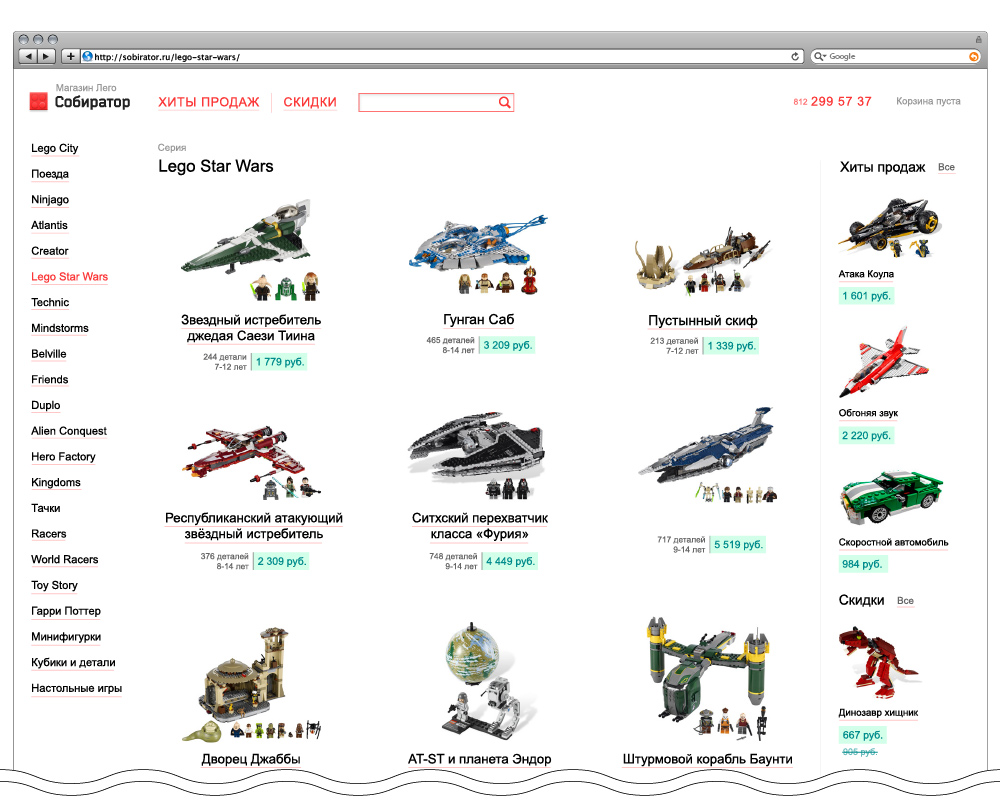 http://sobirator.ru/lego-star-wars/
Google
Магазин Лего
Собиратор
ХИТЫ ПРОДАЖ
СКИДКИ
812 299 57 37
Корзина пуста
Lego City
Поезда
Ninjago
Atlantis
Creator
Lego Star Wars
Technic
Mindstorms
Belville
Friends
Duplo
Alien Conquest
Hero Factory
Kingdoms
Тачки
Racers
World Racers
Toy Story
Гарри Поттер
Минифигурки
Кубики и детали
Настольные игры
Серия
Lego Star Wars
Звездный истребитель
джедая Саези Тиина
244 детали
7-12 лет
1 779 руб.
Гунган Саб
465 деталей
8-14 лет
3 209 руб.
Пустынный скиф
213 деталей
7-12 лет
1 339 руб.
Республиканский атакующий
звёздный истребитель
376 деталей
8-14 лет
2 309 руб.
Ситхский перехватчик
класса «Фурия»
748 деталей
9-14 лет
4 449 руб.
717 деталей
9-14 лет
5 519 руб.
Дворец Джаббы
AT-ST и планета Эндор
Штурмовой корабль Баунти
Хиты продаж
Все
Атака Коула
1 601 руб.
Обгоняя звук
2 220 руб.
Скоростной автомобиль
984 руб.
Скидки
Все
Динозавр хищник
667 руб.
905 руб.